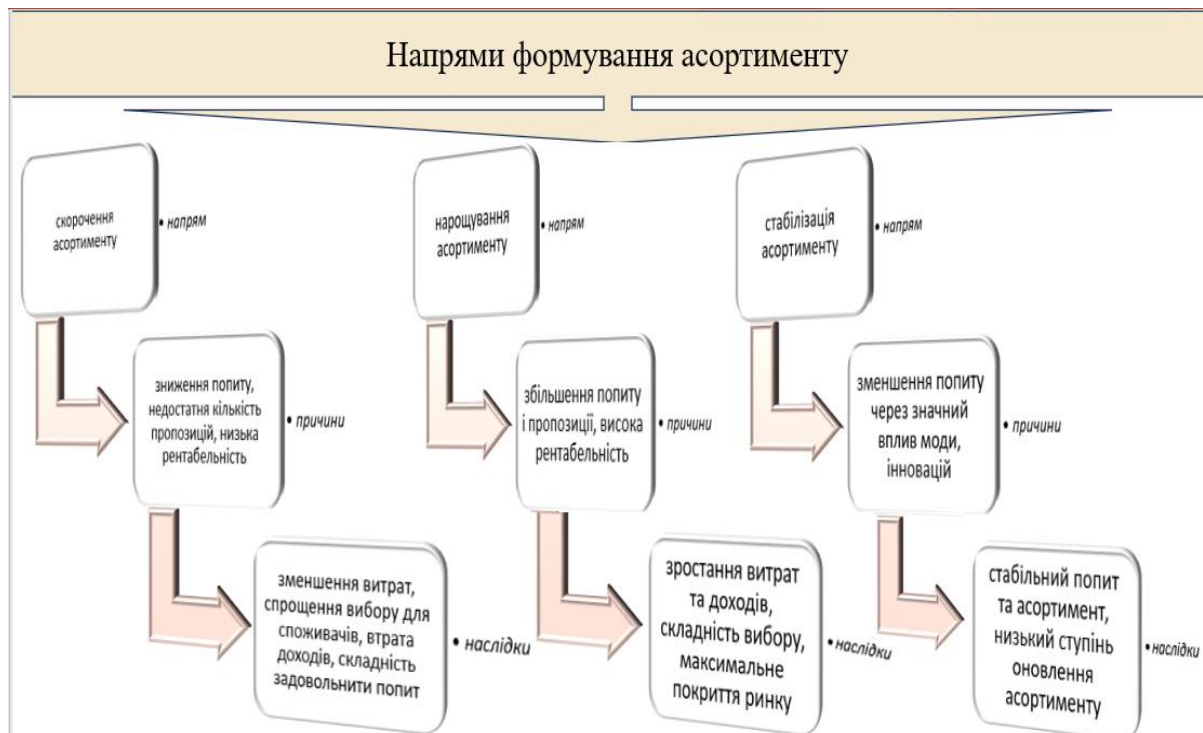 Напрями формування асортименту
скорочення
асортименту
• напрям
зниження попиту,
недостатня кількість
пропозицій, низька
рентабельність
• причини
зменшення витрат,
спрощення вибору для
споживачів, втрата
доходів, складність
задовольнити попит
• наслідки
нарощування
асортименту
• напрям
збільшення попиту
і пропозиції, висока
рентабельність
• причини
зростання витрат
та доходів,
складність вибору,
максимальне
покриття ринку
• наслідки
стабілізація
асортименту
• напрям
зменшення попиту
через значний
вплив моди,
інновацій
• причини
стабільний попит
та асортимент,
низький ступінь
оновлення
асортименту
• наслідки